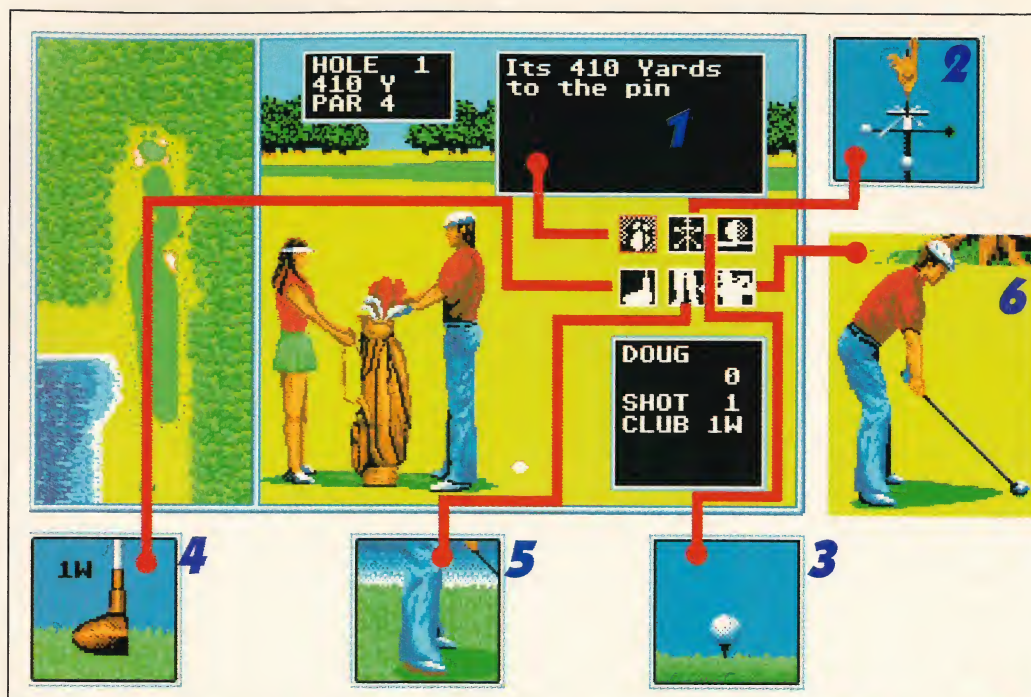 HOLE 1
410 Y
PAR 4
Its 410 Yards
to the pin
1
2
6
DOUG
0
SHOT 1
CLUB 1W
4
1W
5
3